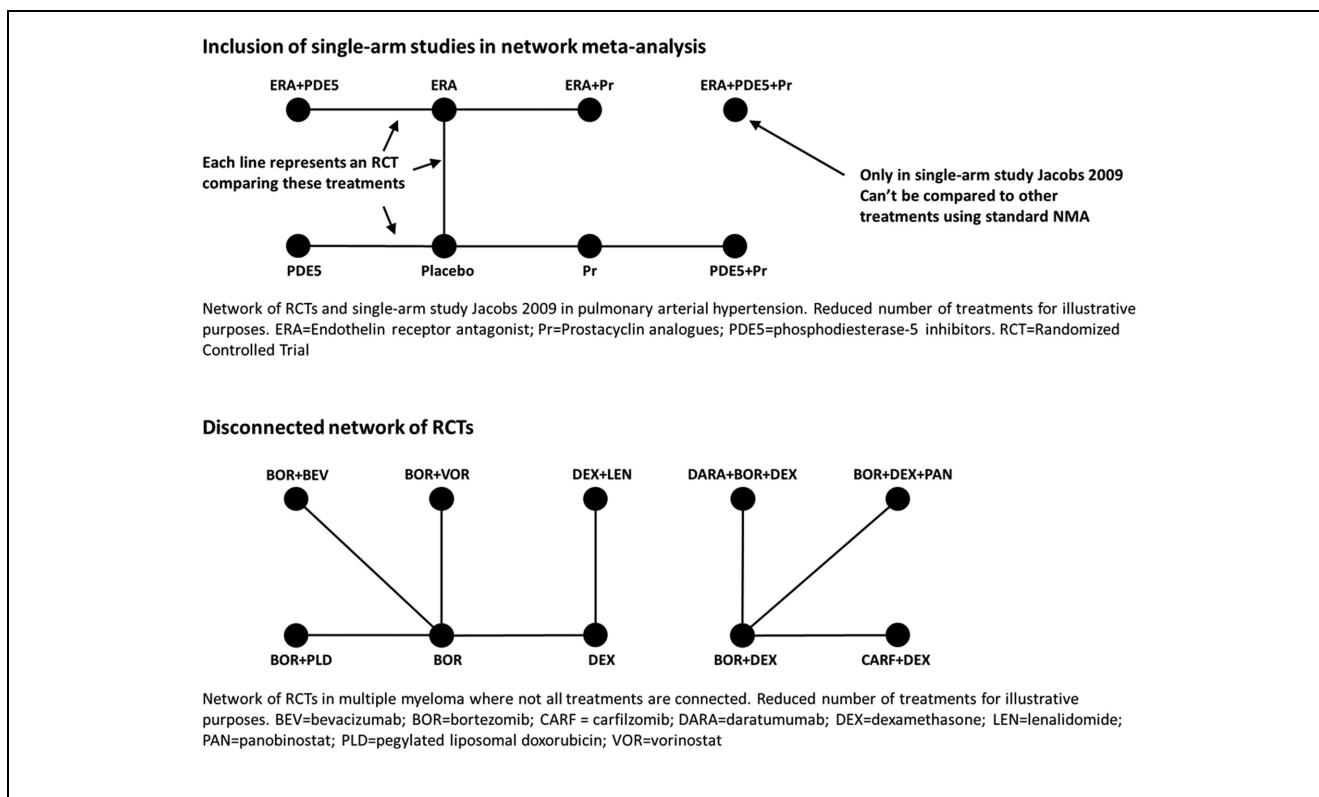 Inclusion of single-arm studies in network meta-analysis
ERA+PDE5 ERA ERA+Pr ERA+PDE5+Pr
Each line represents an RCT
comparing these treatments
Only in single-arm study Jacobs 2009
Can't be compared to other
treatments using standard NMA
PDE5 Placebo Pr PDE5+Pr
Network of RCTs and single-arm study Jacobs 2009 in pulmonary arterial hypertension. Reduced number of treatments for illustrative
purposes. ERA=Endothelin receptor antagonist; Pr=Prostacyclin analogues; PDE5=phosphodiesterase-5 inhibitors. RCT=Randomized
Controlled Trial
Disconnected network of RCTs
BOR+BEV BOR+VOR DEX+LEN DARA+BOR+DEX BOR+DEX+PAN
BOR+PLD BOR DEX BOR+DEX CARF+DEX
Network of RCTs in multiple myeloma where not all treatments are connected. Reduced number of treatments for illustrative
purposes. BEV=bevacizumab; BOR=bortezomib; CARF = carfilzomib; DARA=daratumumab; DEX=dexamethasone; LEN=lenalidomide;
PAN=panobinostat; PLD=pegylated liposomal doxorubicin; VOR=vorinostat